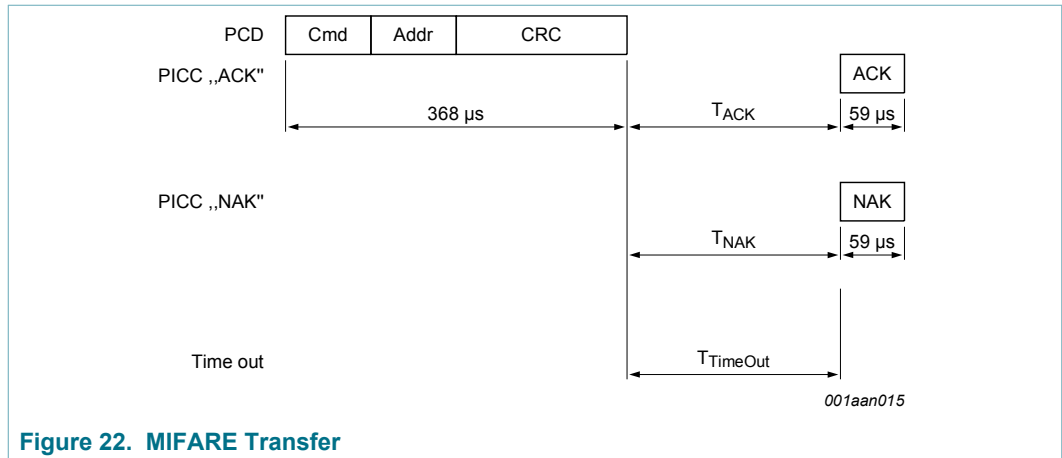 PCD Cmd Addr CRC
PICC ,,ACK" ACK
368 µs TACK 59 µs
PICC ,,NAK" NAK
TNAK 59 µs
Time out TTimeOut
001aan015
Figure 22. MIFARE Transfer